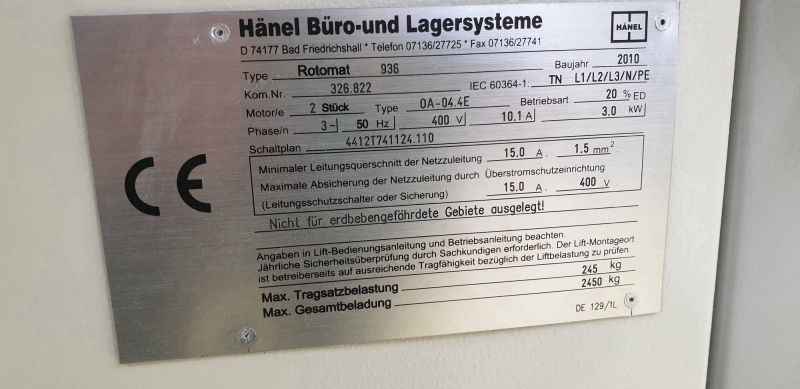 Hänel Büro-und Lagersysteme
HÄNEL
D 74177 Bad Friedrichshall * Telefon 07136/27725 * Fax 07136/27741
Type Rotomat 936 Baujahr 2010
Kom.Nr. 326.822 IEC 60364-1: TN L1/L2/L3/N/PE
Motor/e 2 Stück Type OA-04.4E Betriebsart 20 % ED
Phase/n 3~ 50 Hz 400 V 10.1 A 3.0 kW
Schaltplan 4412T741124.110
Minimaler Leitungsquerschnitt der Netzzuleitung 15.0 A 1.5 mm²
Maximale Absicherung der Netzzuleitung durch Überstromschutzeinrichtung
(Leitungsschutzschalter oder Sicherung) 15.0 A 400 V
Nicht für erdbebengefährdete Gebiete ausgelegt!
CE
Angaben in Lift-Bedienungsanleitung und Betriebsanleitung beachten.
Jährliche Sicherheitsüberprüfung durch Sachkundigen erforderlich. Der Lift-Montageort
ist betreiberseits auf ausreichende Tragfähigkeit bezüglich der Liftbelastung zu prüfen.
Max. Tragsatzbelastung 245 kg
Max. Gesamtbeladung 2450 kg
DE 129/1L